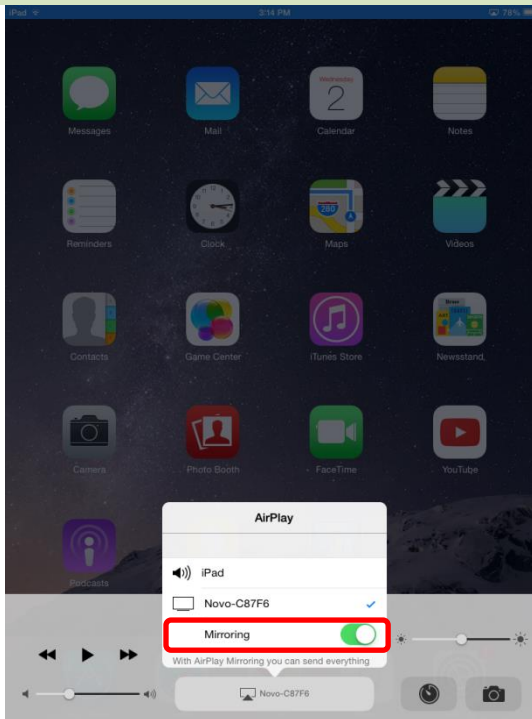 iPad 3:14 PM 78%
Wednesday
2
Messages Mail Calendar Notes
280
Reminders Clock Maps Videos
Contacts Game Center iTunes Store Newsstand
Camera Photo Booth FaceTime YouTube
Podcasts
AirPlay
iPad
Novo-C87F6
Mirroring
With AirPlay Mirroring you can send everything
Novo-C87F6